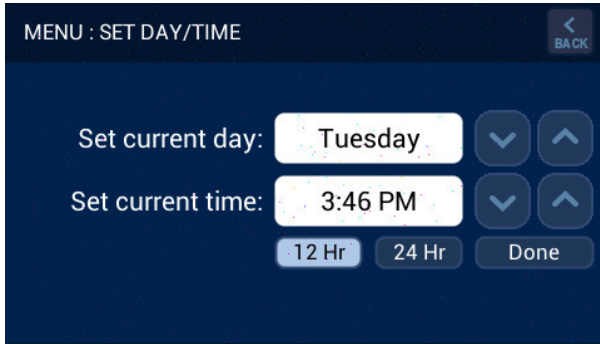 MENU : SET DAY/TIME
BACK
Set current day: Tuesday
Set current time: 3:46 PM
12 Hr 24 Hr Done